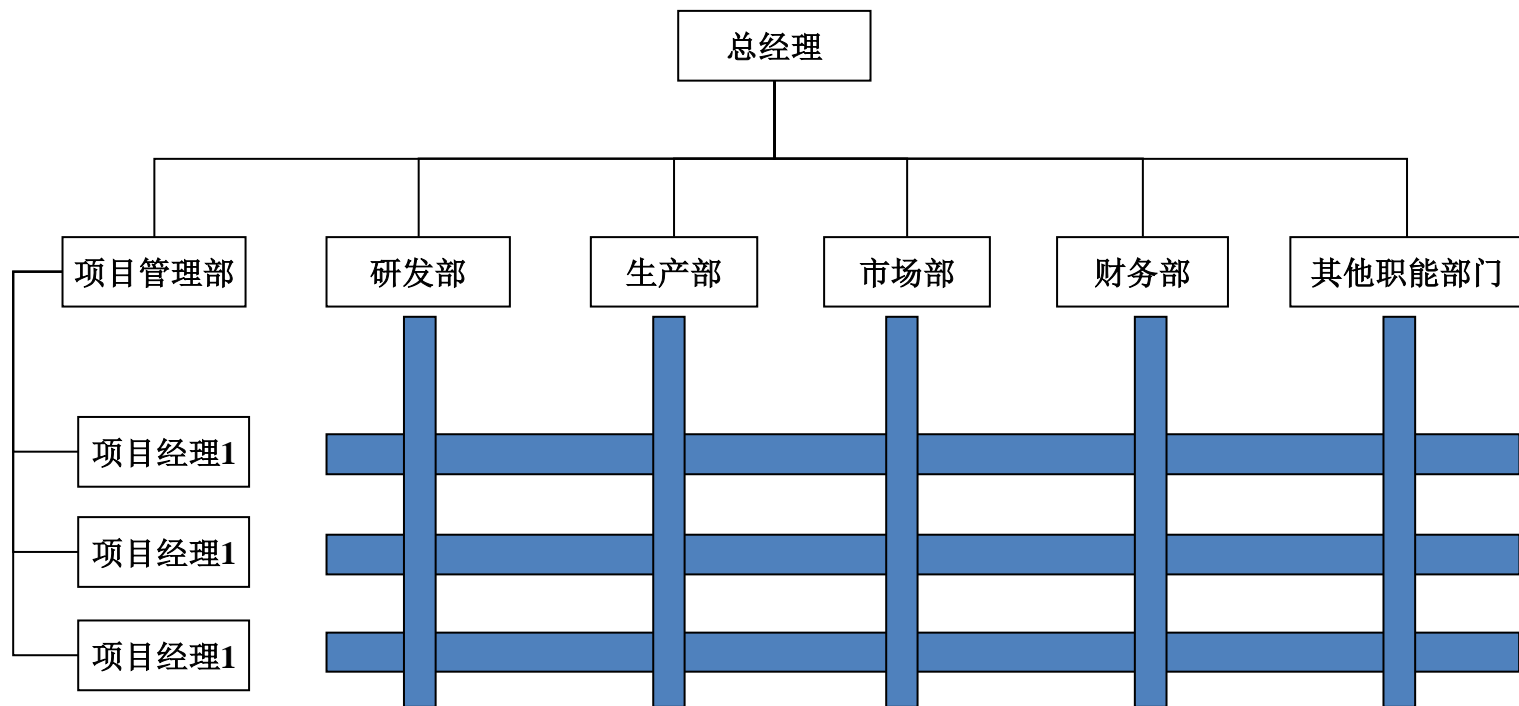 总经理
项目管理部
研发部
生产部
市场部
财务部
其他职能部门
项目经理1
项目经理1
项目经理1